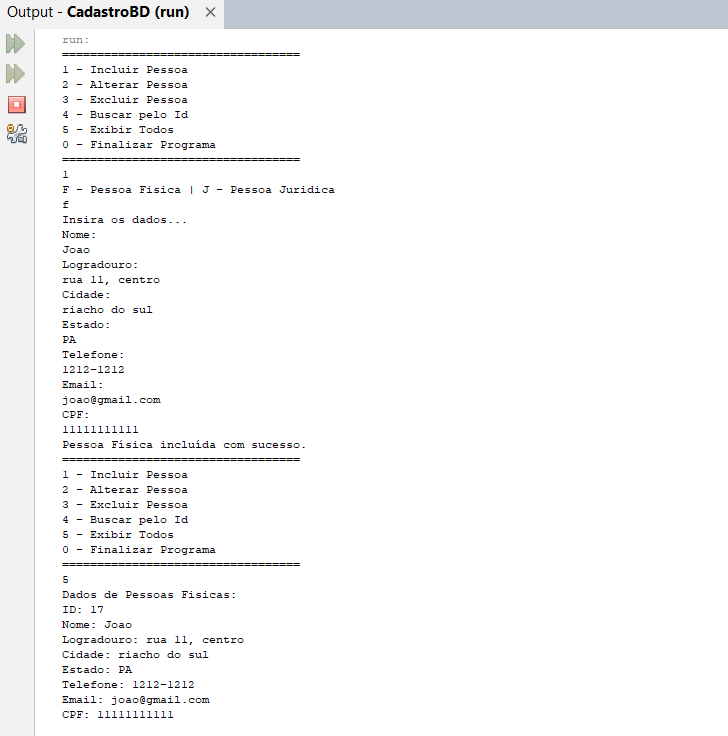 Output - CadastroBD (run) ×
run:
==================================
1 - Incluir Pessoa
2 - Alterar Pessoa
3 - Excluir Pessoa
4 - Buscar pelo Id
5 - Exibir Todos
0 - Finalizar Programa
==================================
1
F - Pessoa Fisica | J - Pessoa Juridica
f
Insira os dados...
Nome:
Joao
Logradouro:
rua 11, centro
Cidade:
riacho do sul
Estado:
PA
Telefone:
1212-1212
Email:
joao@gmail.com
CPF:
11111111111
Pessoa Física incluída com sucesso.
==================================
1 - Incluir Pessoa
2 - Alterar Pessoa
3 - Excluir Pessoa
4 - Buscar pelo Id
5 - Exibir Todos
0 - Finalizar Programa
==================================
5
Dados de Pessoas Fisicas:
ID: 17
Nome: Joao
Logradouro: rua 11, centro
Cidade: riacho do sul
Estado: PA
Telefone: 1212-1212
Email: joao@gmail.com
CPF: 11111111111